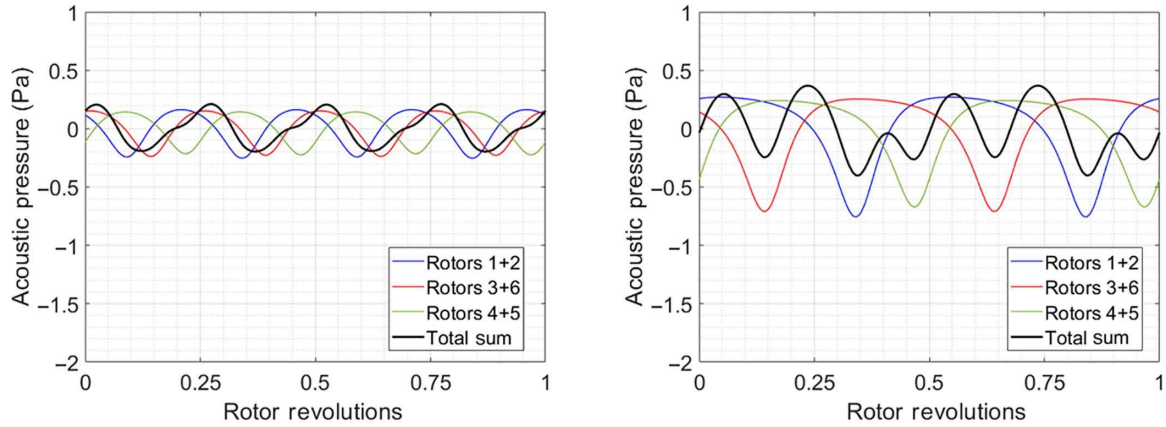 1
0.5
0
−0.5
−1
−1.5
−2
Acoustic pressure (Pa)
Rotors 1+2
Rotors 3+6
Rotors 4+5
Total sum
0 0.25 0.5 0.75 1
Rotor revolutions
1
0.5
0
−0.5
−1
−1.5
−2
Acoustic pressure (Pa)
Rotors 1+2
Rotors 3+6
Rotors 4+5
Total sum
0 0.25 0.5 0.75 1
Rotor revolutions